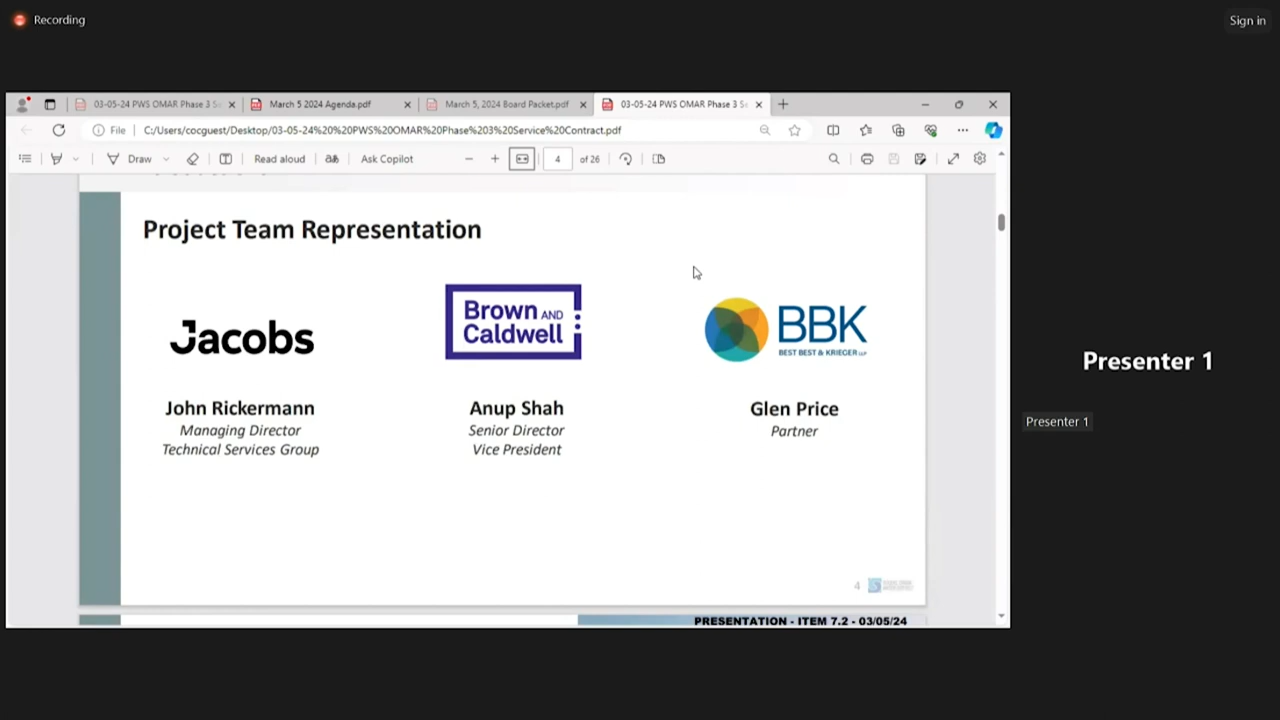 Recording
Sign in
03-05-24 PWS OMAR Phase 3 Se
March 5 2024 Agenda.pdf
March 5, 2024 Board Packet.pdf
03-05-24 PWS OMAR Phase 3 Se
File
C:/Users/cocguest/Desktop/03-05-24%20%20PWS%20OMAR%20Phase%203%20Service%20Contract.pdf
Draw
Read aloud
Ask Copilot
4 of 26
Project Team Representation
Jacobs
Brown AND
Caldwell
BBK
BEST BEST & KRIEGER LLP
John Rickermann
Managing Director
Technical Services Group
Anup Shah
Senior Director
Vice President
Glen Price
Partner
4
PRESENTATION - ITEM 7.2 - 03/05/24
Presenter 1
Presenter 1